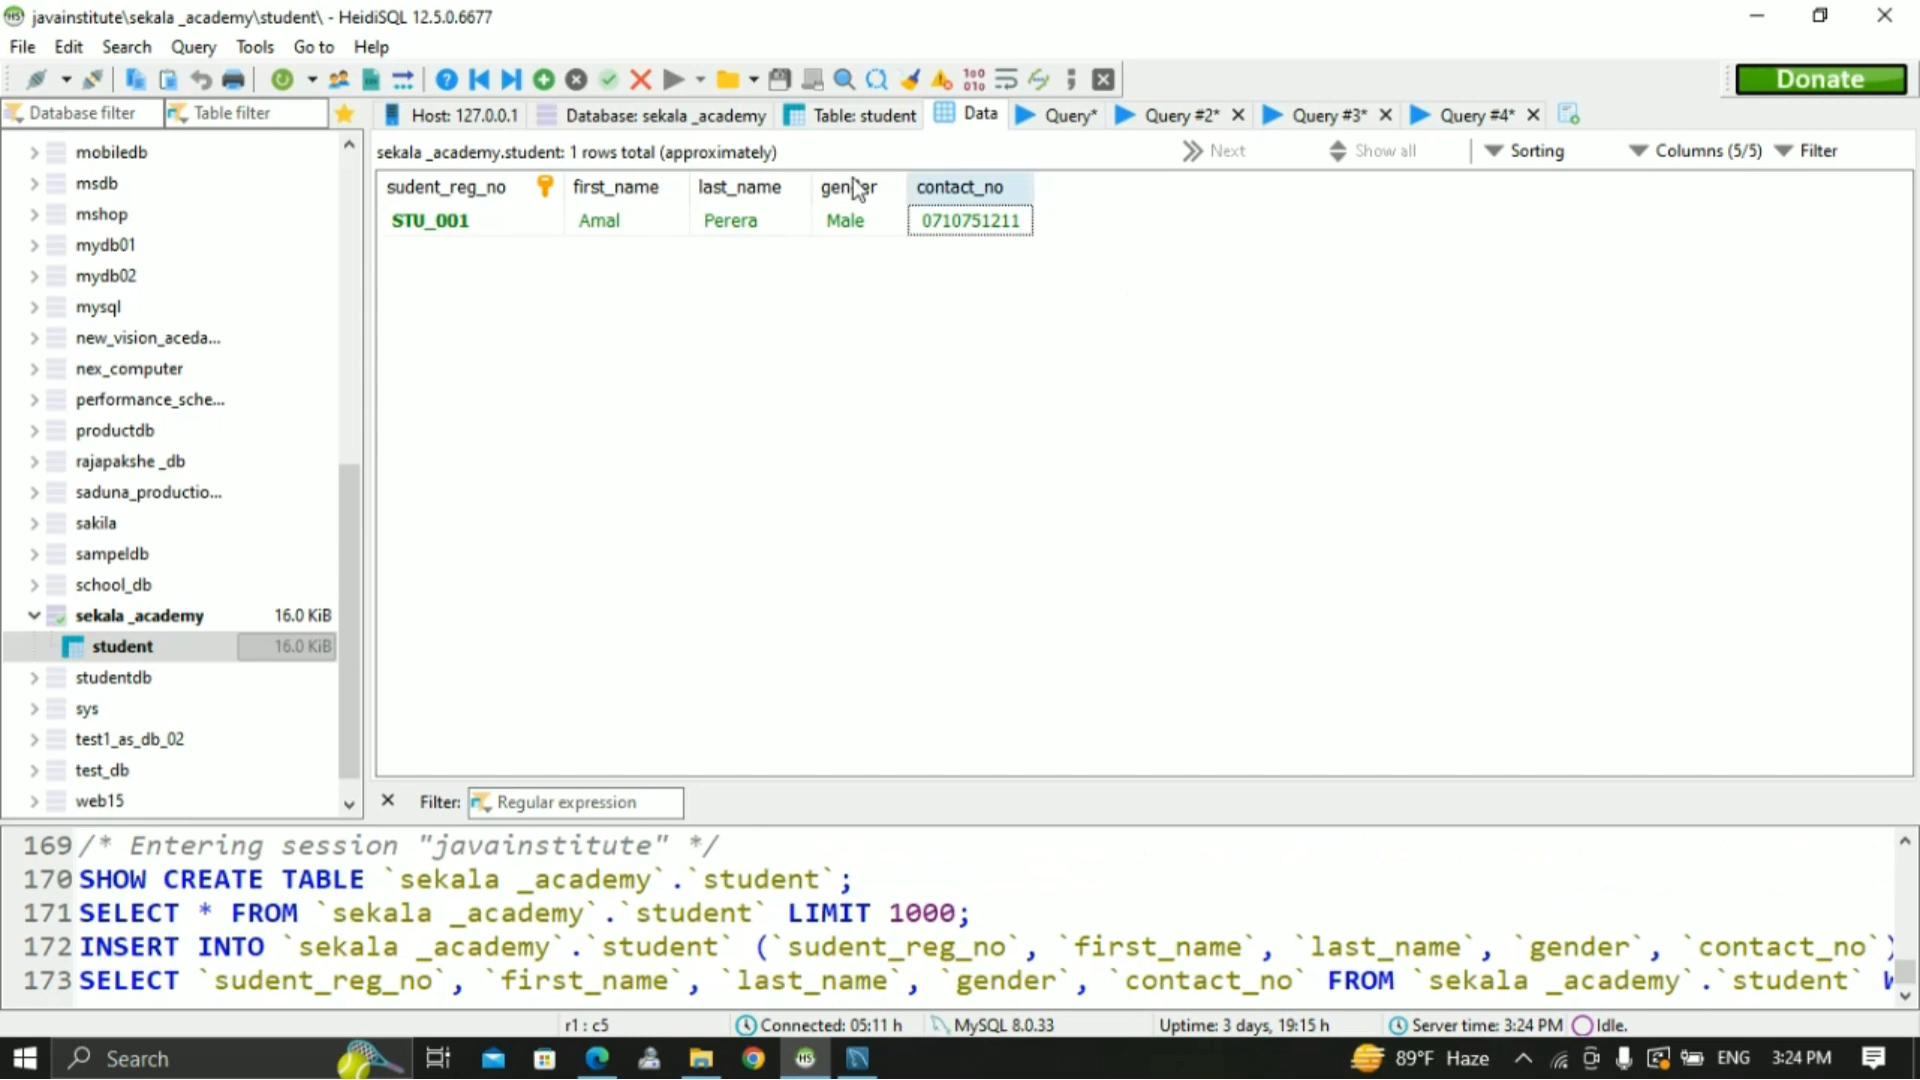 javainstitute\sekala _academy\student\ - HeidiSQL 12.5.0.6677
File Edit Search Query Tools Go to Help
Donate
Database filter Table filter Host: 127.0.0.1 Database: sekala _academy Table: student Data Query* Query #2* Query #3* Query #4*
sekala _academy.student: 1 rows total (approximately) Next Show all Sorting Columns (5/5) Filter
sudent_reg_no first_name last_name gender contact_no
STU_001 Amal Perera Male 0710751211
mobiledb
msdb
mshop
mydb01
mydb02
mysql
new_vision_aceda...
nex_computer
performance_sche...
productdb
rajapakshe _db
saduna_productio...
sakila
sampeldb
school_db
sekala _academy 16.0 KiB
student 16.0 KiB
studentdb
sys
test1_as_db_02
test_db
web15
Filter: Regular expression
169 /* Entering session "javainstitute" */
170 SHOW CREATE TABLE `sekala _academy`.`student`;
171 SELECT * FROM `sekala _academy`.`student` LIMIT 1000;
172 INSERT INTO `sekala _academy`.`student` (`sudent_reg_no`, `first_name`, `last_name`, `gender`, `contact_no`)
173 SELECT `sudent_reg_no`, `first_name`, `last_name`, `gender`, `contact_no` FROM `sekala _academy`.`student`
r1 : c5 Connected: 05:11 h MySQL 8.0.33 Uptime: 3 days, 19:15 h Server time: 3:24 PM Idle.
Search 89°F Haze ENG 3:24 PM